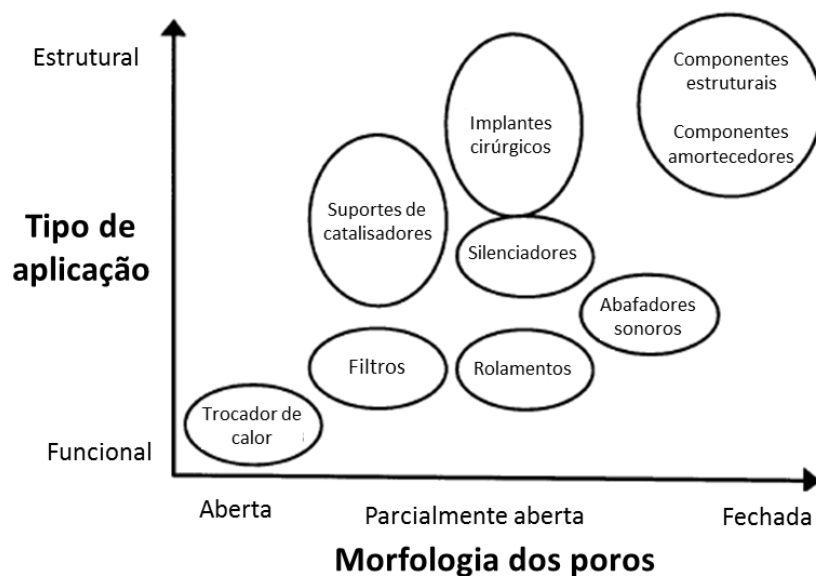 Estrutural
Componentes
estruturais
Componentes
amortecedores
Implantes
cirúrgicos
Suportes de
catalisadores
Tipo de
aplicação
Silenciadores
Abafadores
sonoros
Filtros
Rolamentos
Trocador de
calor
Funcional
Aberta
Parcialmente aberta
Fechada
Morfologia dos poros